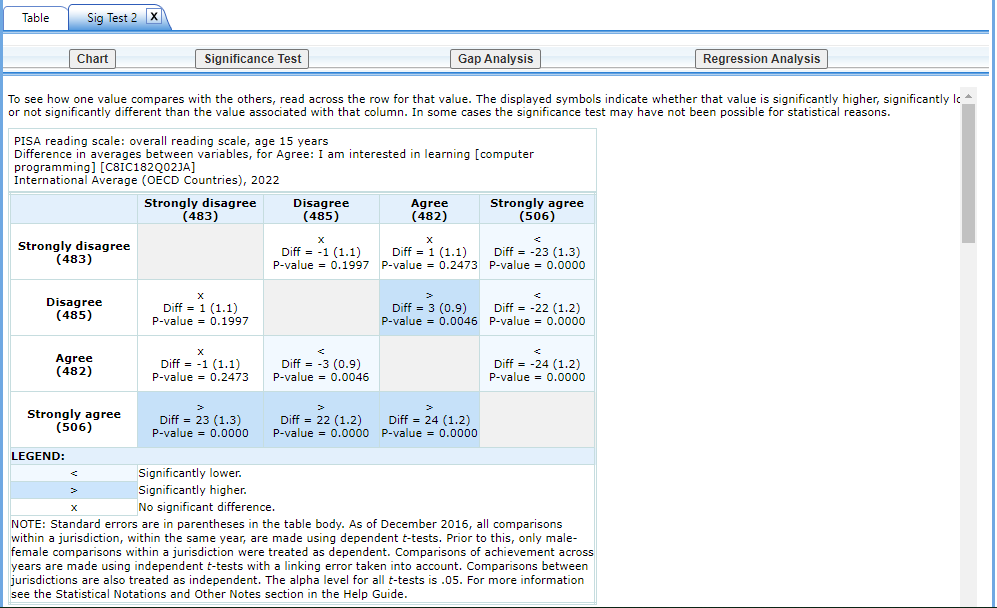 Table
Sig Test 2 X
Chart
Significance Test
Gap Analysis
Regression Analysis
To see how one value compares with the others, read across the row for that value. The displayed symbols indicate whether that value is significantly higher, significantly lo
or not significantly different than the value associated with that column. In some cases the significance test may have not been possible for statistical reasons.
PISA reading scale: overall reading scale, age 15 years
Difference in averages between variables, for Agree: I am interested in learning [computer
programming] [C8IC182Q02JA]
International Average (OECD Countries), 2022
Strongly disagree Disagree Agree Strongly agree
(483) (485) (482) (506)
x x <
Strongly disagree Diff = -1 (1.1) Diff = 1 (1.1) Diff = -23 (1.3)
(483) P-value = 0.1997 P-value = 0.2473 P-value = 0.0000
x > <
Disagree Diff = 1 (1.1) Diff = 3 (0.9) Diff = -22 (1.2)
(485) P-value = 0.1997 P-value = 0.0046 P-value = 0.0000
x < <
Agree Diff = -1 (1.1) Diff = -3 (0.9) Diff = -24 (1.2)
(482) P-value = 0.2473 P-value = 0.0046 P-value = 0.0000
> > >
Strongly agree Diff = 23 (1.3) Diff = 22 (1.2) Diff = 24 (1.2)
(506) P-value = 0.0000 P-value = 0.0000 P-value = 0.0000
LEGEND:
< Significantly lower.
> Significantly higher.
x No significant difference.
NOTE: Standard errors are in parentheses in the table body. As of December 2016, all comparisons
within a jurisdiction, within the same year, are made using dependent t-tests. Prior to this, only male-
female comparisons within a jurisdiction were treated as dependent. Comparisons of achievement across
years are made using independent t-tests with a linking error taken into account. Comparisons between
jurisdictions are also treated as independent. The alpha level for all t-tests is .05. For more information
see the Statistical Notations and Other Notes section in the Help Guide.